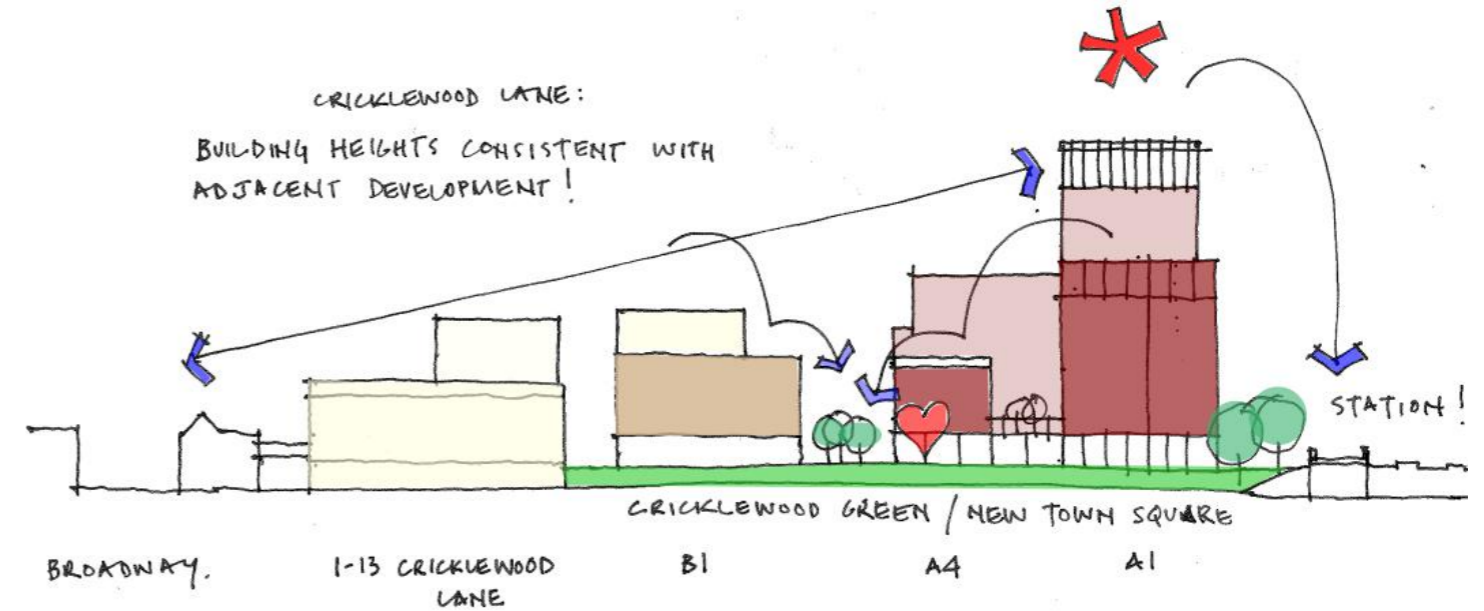 CRICKLEWOOD LANE:
BUILDING HEIGHTS CONSISTENT WITH
ADJACENT DEVELOPMENT!
STATION!
CRICKLEWOOD GREEN / NEW TOWN SQUARE
BROADWAY.
1-13 CRICKLEWOOD
LANE
B1
A4
A1